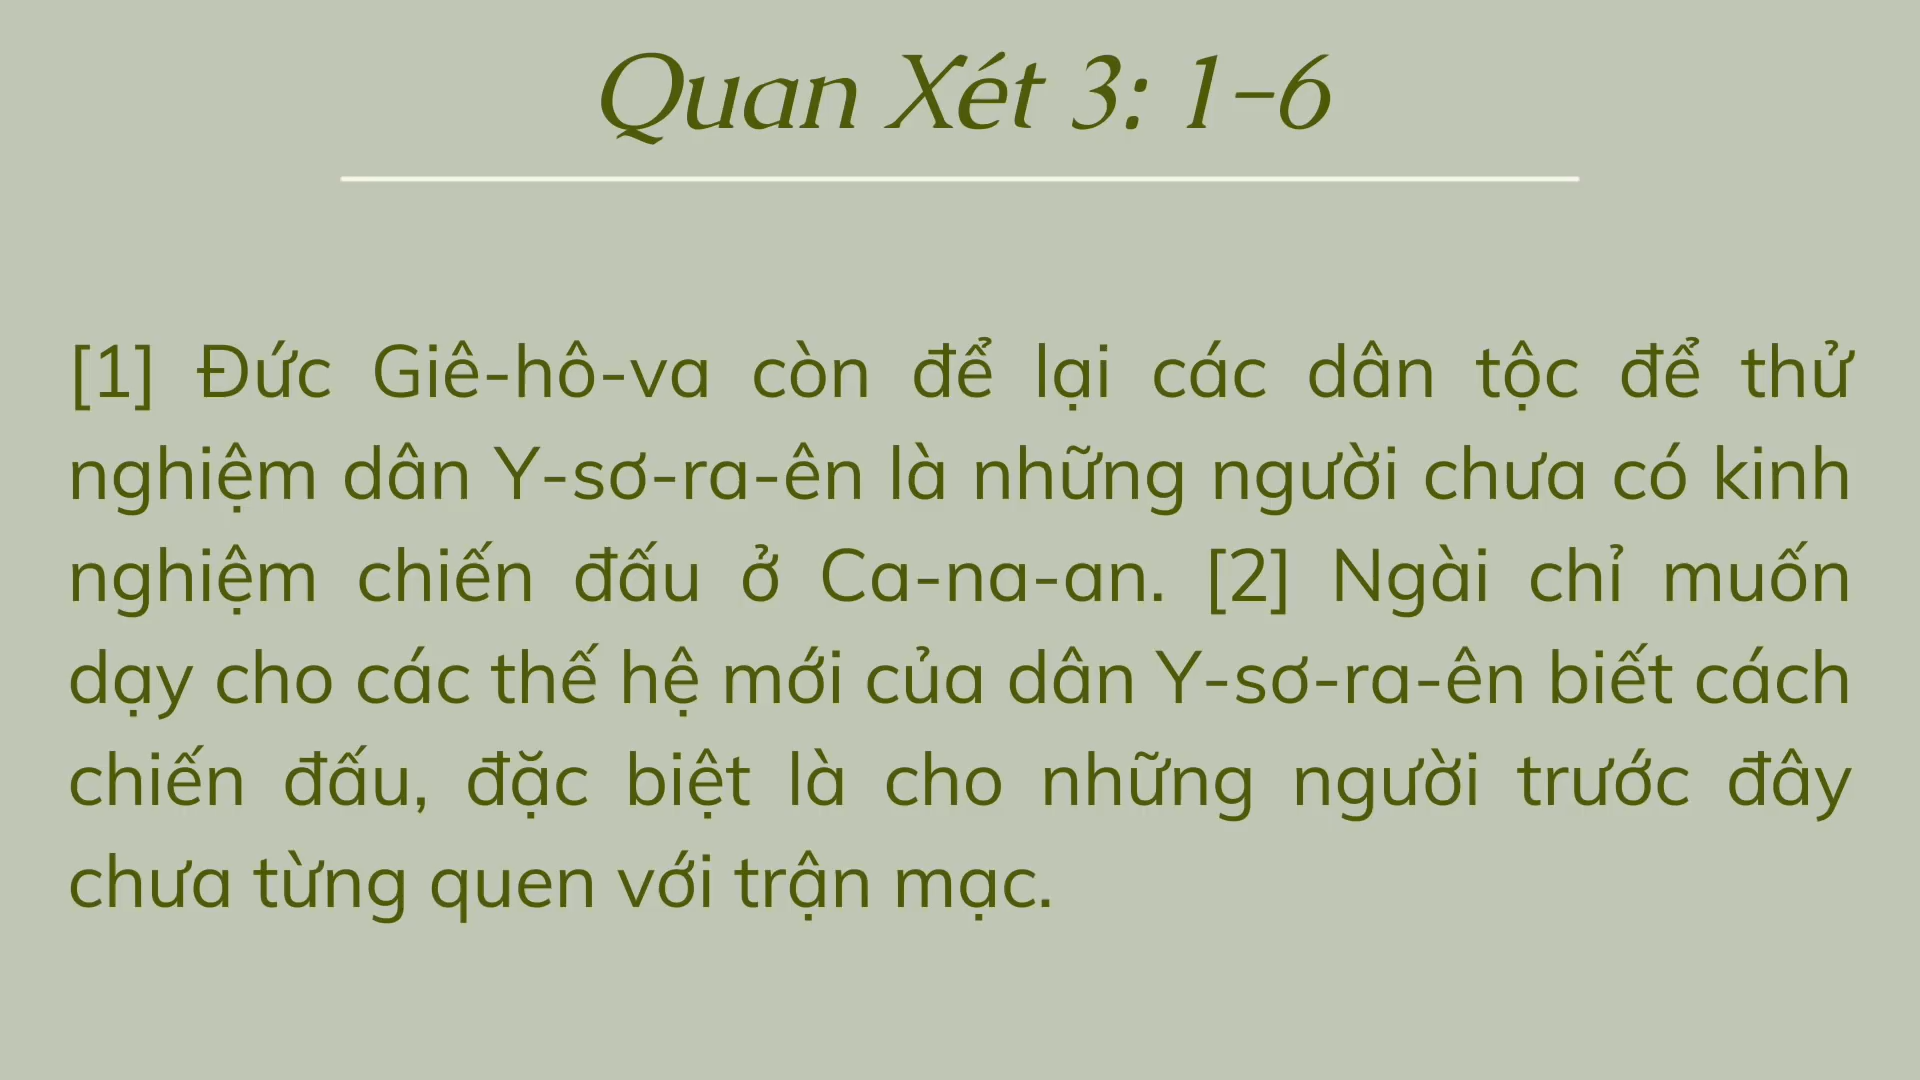 Quan Xét 3: 1-6
[1] Đức Giê-hô-va còn để lại các dân tộc để thử
nghiệm dân Y-sơ-ra-ên là những người chưa có kinh
nghiệm chiến đấu ở Ca-na-an. [2] Ngài chỉ muốn
dạy cho các thế hệ mới của dân Y-sơ-ra-ên biết cách
chiến đấu, đặc biệt là cho những người trước đây
chưa từng quen với trận mạc.